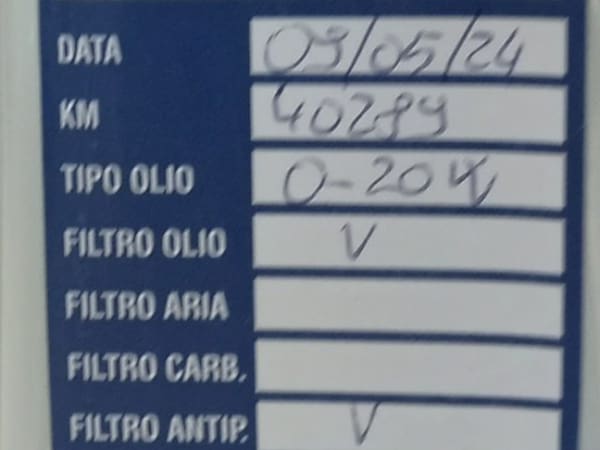 DATA 09/05/24
KM 40289
TIPO OLIO 0-20W
FILTRO OLIO V
FILTRO ARIA
FILTRO CARB.
FILTRO ANTIP. V